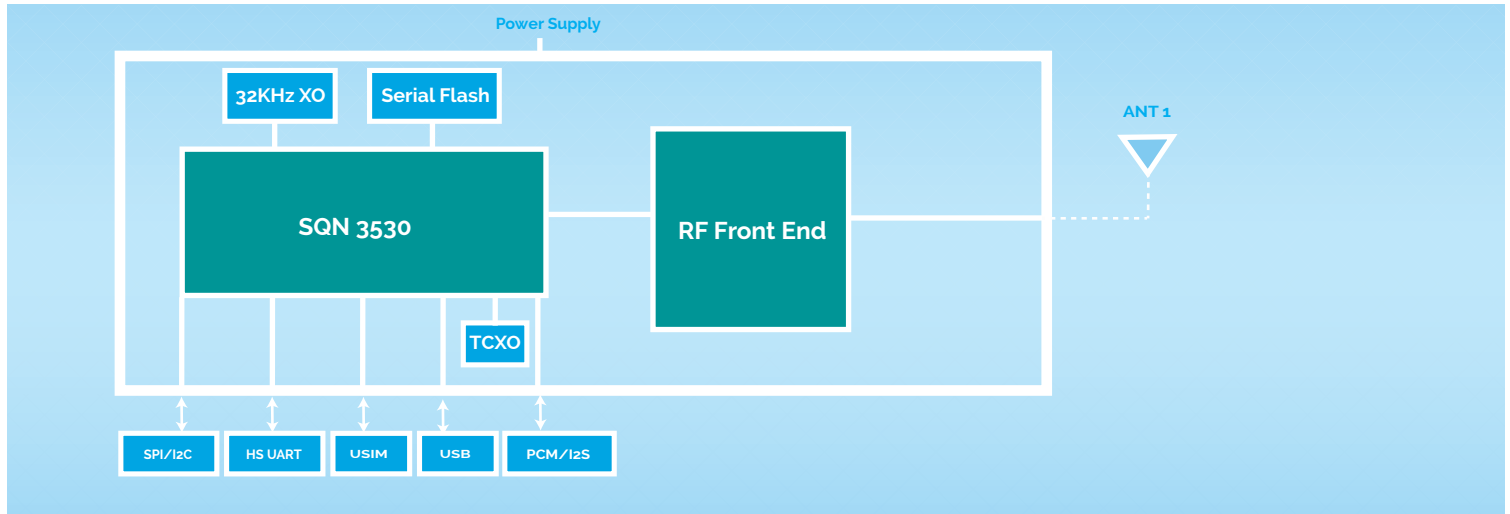 Power Supply
32KHz XO
Serial Flash
ANT 1
SQN 3530
RF Front End
TCXO
SPI/I2C
HS UART
USIM
USB
PCM/I2S